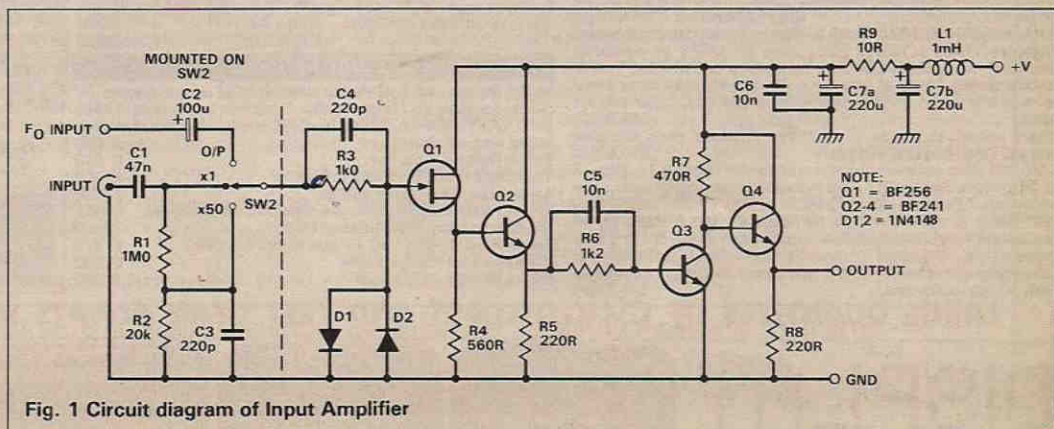 MOUNTED ON
SW2
C2
100u
+
F₀ INPUT
O/P
C1
47n
INPUT
x1
x50
SW2
R1
1M0
R2
20k
C3
220p
C4
220p
R3
1k0
D1
D2
Q1
R4
560R
Q2
R5
220R
C5
10n
R6
1k2
Q3
R7
470R
Q4
R8
220R
C6
10n
+
C7a
220u
R9
10R
+
C7b
220u
L1
1mH
+V
NOTE:
Q1 = BF256
Q2-4 = BF241
D1,2 = 1N4148
OUTPUT
GND
Fig. 1 Circuit diagram of Input Amplifier